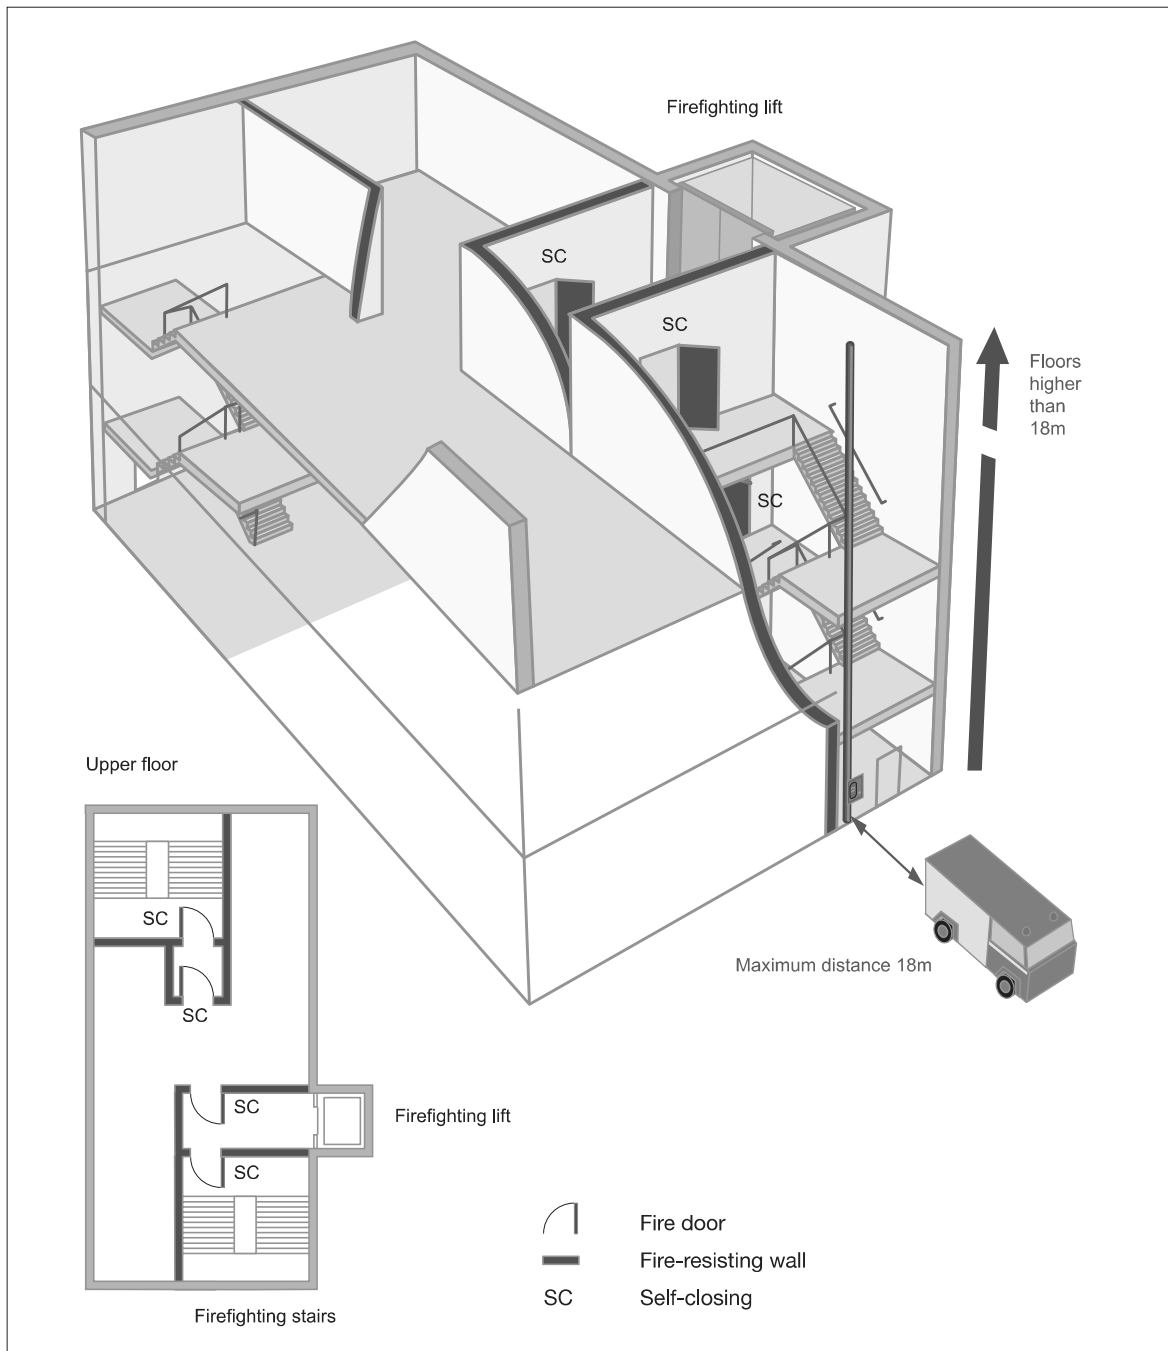 Firefighting lift
SC
SC
SC
Floors
higher
than
18m
Maximum distance 18m
Upper floor
SC
SC
SC
Firefighting lift
SC
Firefighting stairs
Fire door
Fire-resisting wall
SC Self-closing